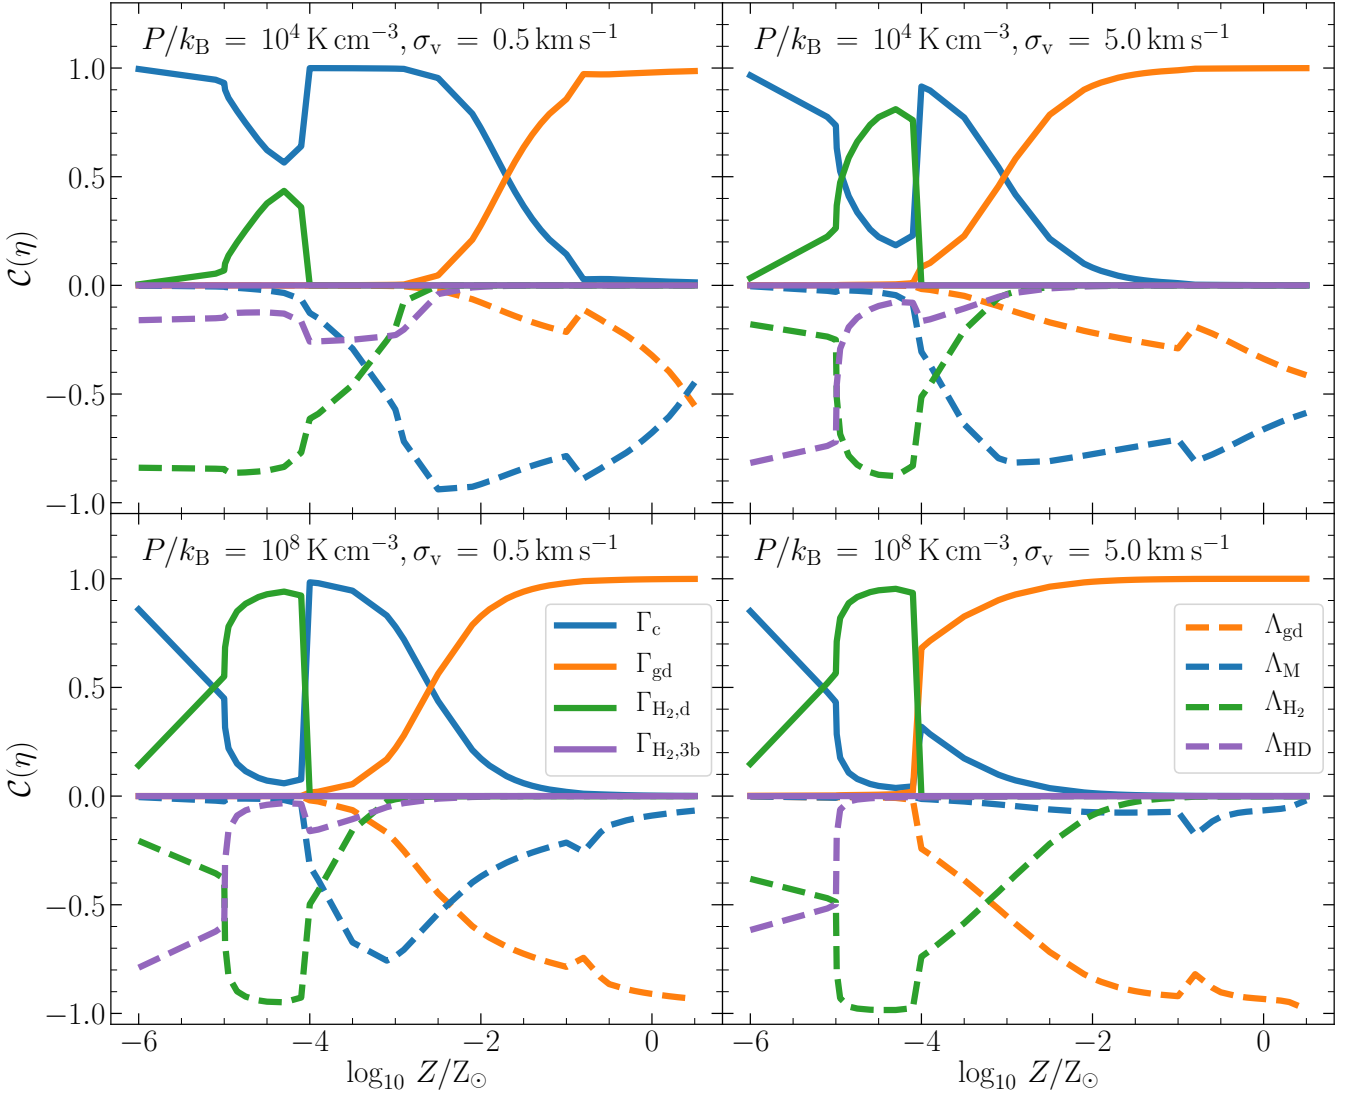 P/k_B = 10^4 K cm^−3, σ_v = 0.5 km s^−1
P/k_B = 10^4 K cm^−3, σ_v = 5.0 km s^−1
1.0
0.5
0.0
−0.5
−1.0
C(η)
P/k_B = 10^8 K cm^−3, σ_v = 0.5 km s^−1
P/k_B = 10^8 K cm^−3, σ_v = 5.0 km s^−1
1.0
0.5
0.0
−0.5
−1.0
C(η)
Γ_c
Γ_gd
Γ_H₂,d
Γ_H₂,3b
Λ_gd
Λ_M
Λ_H₂
Λ_HD
−6 −4 −2 0
−6 −4 −2 0
log₁₀ Z/Z_⊙
log₁₀ Z/Z_⊙